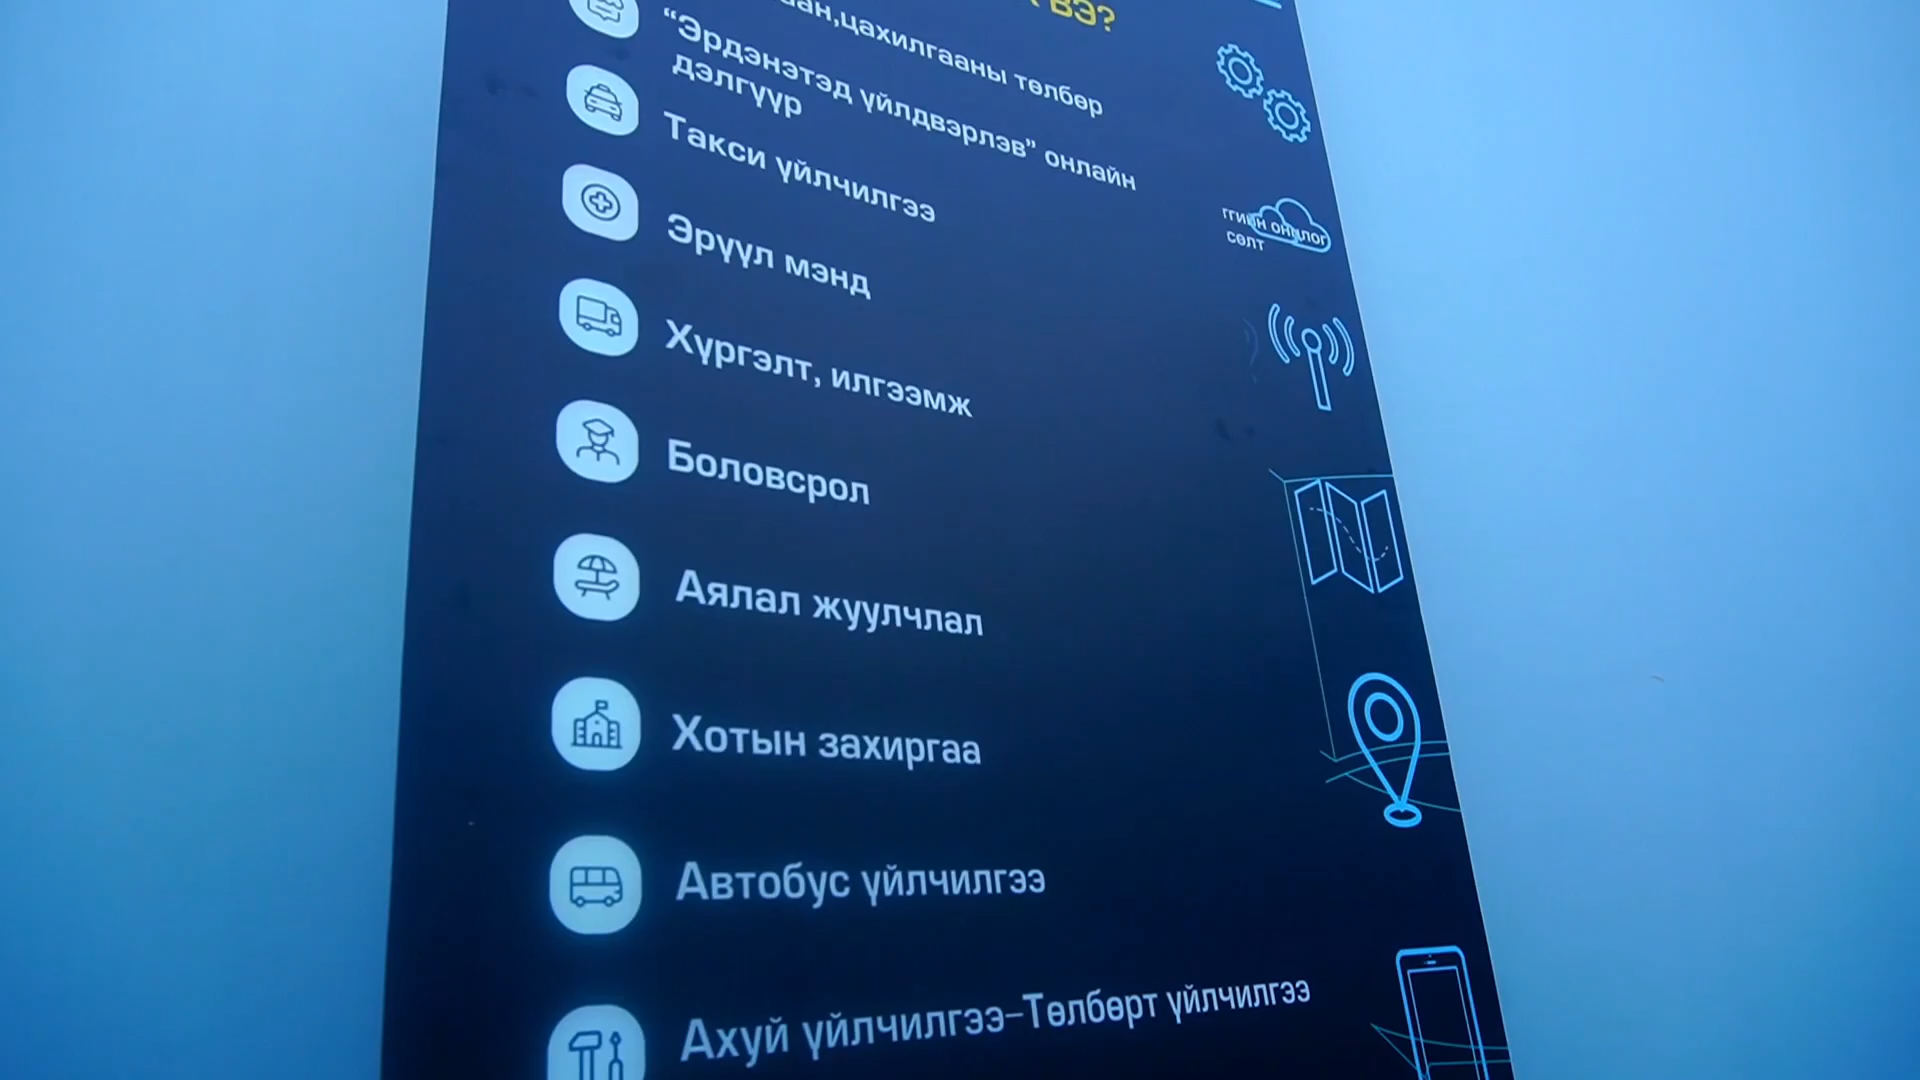 ВЭ?
цахилгааны төлбөр
"Эрдэнэтэд үйлдвэрлэв" онлайн
дэлгүүр
Такси үйлчилгээ
Эрүүл мэнд
Хүргэлт, илгээмж
Боловсрол
Аялал жуулчлал
Хотын захиргаа
Автобус үйлчилгээ
Ахуй үйлчилгээ-Төлбөрт үйлчилгээ